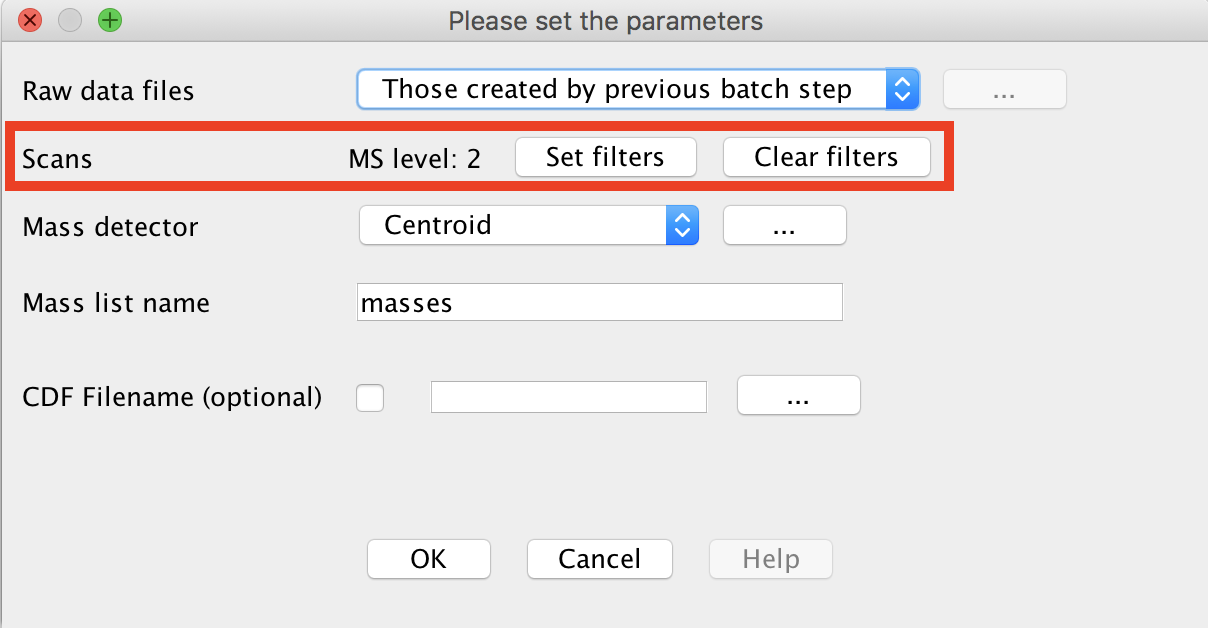 Please set the parameters
Raw data files Those created by previous batch step ...
Scans MS level: 2 Set filters Clear filters
Mass detector Centroid ...
Mass list name masses
CDF Filename (optional) ...
OK Cancel Help